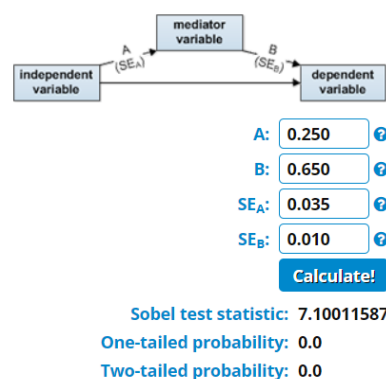 mediator
variable
A
(SEA)
B
(SEB)
independent
variable
dependent
variable
A: 0.250 ?
B: 0.650 ?
SEA: 0.035 ?
SEB: 0.010 ?
Calculate!
Sobel test statistic: 7.10011587
One-tailed probability: 0.0
Two-tailed probability: 0.0